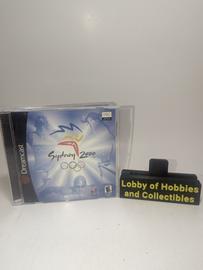 Dreamcast
Sydney 2000
Lobby of Hobbies
and Collectibles